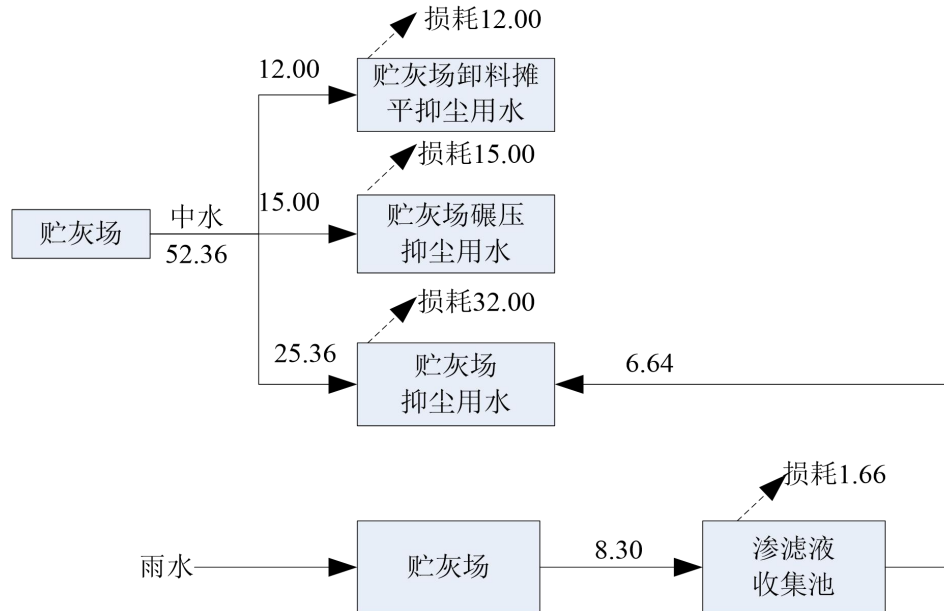 损耗12.00
12.00
贮灰场卸料摊
平抑尘用水
损耗15.00
15.00
贮灰场碾压
抑尘用水
贮灰场
中水
52.36
损耗32.00
25.36
贮灰场
抑尘用水
6.64
损耗1.66
雨水
贮灰场
8.30
渗滤液
收集池